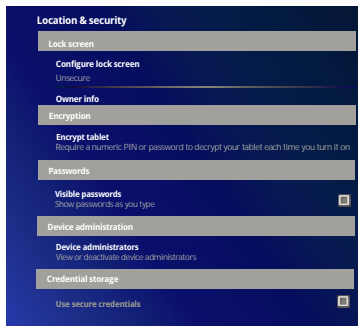 Location & security
Lock screen
Configure lock screen
Unsecure
Owner info
Encryption
Encrypt tablet
Require a numeric PIN or password to decrypt your tablet each time you turn it on
Passwords
Visible passwords
Show passwords as you type
Device administration
Device administrators
View or deactivate device administrators
Credential storage
Use secure credentials